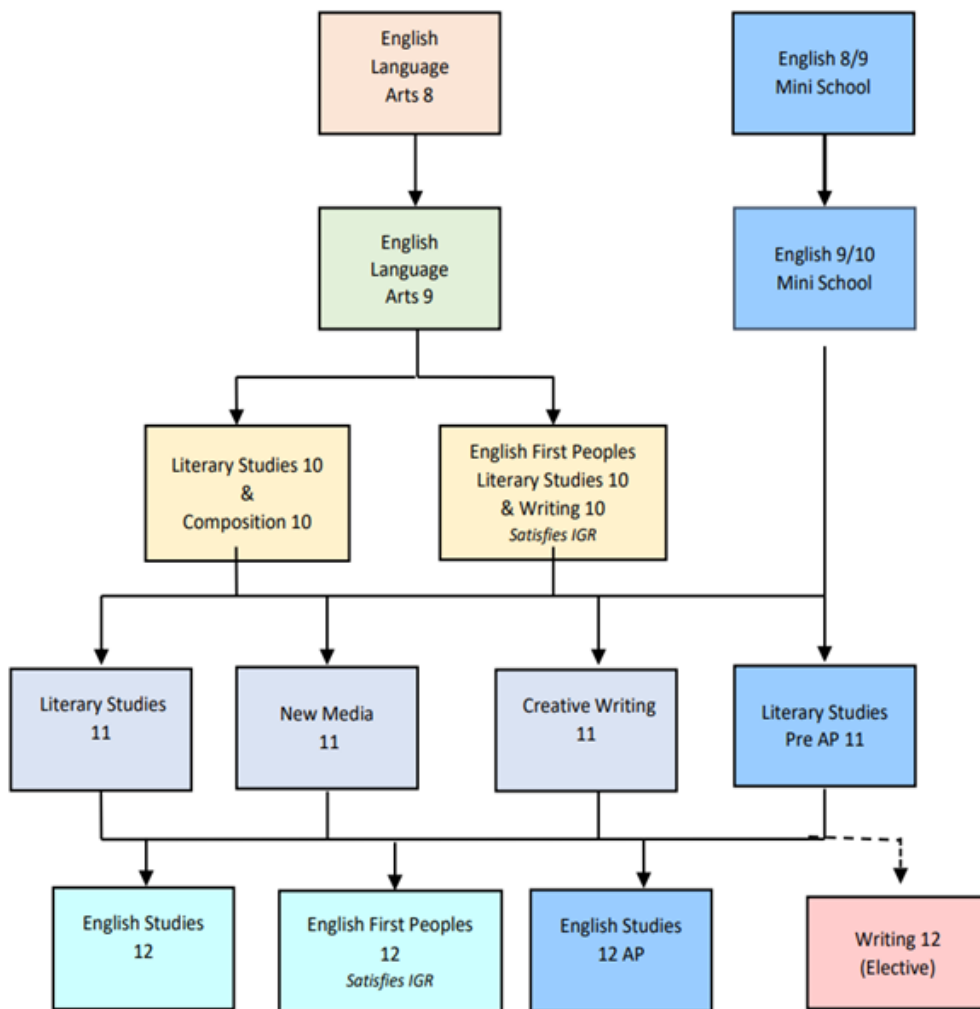 English
Language
Arts 8
English 8/9
Mini School
English
Language
Arts 9
English 9/10
Mini School
Literary Studies 10
&
Composition 10
English First Peoples
Literary Studies 10
& Writing 10
Satisfies IGR
Literary Studies
11
New Media
11
Creative Writing
11
Literary Studies
Pre AP 11
English Studies
12
English First Peoples
12
Satisfies IGR
English Studies
12 AP
Writing 12
(Elective)